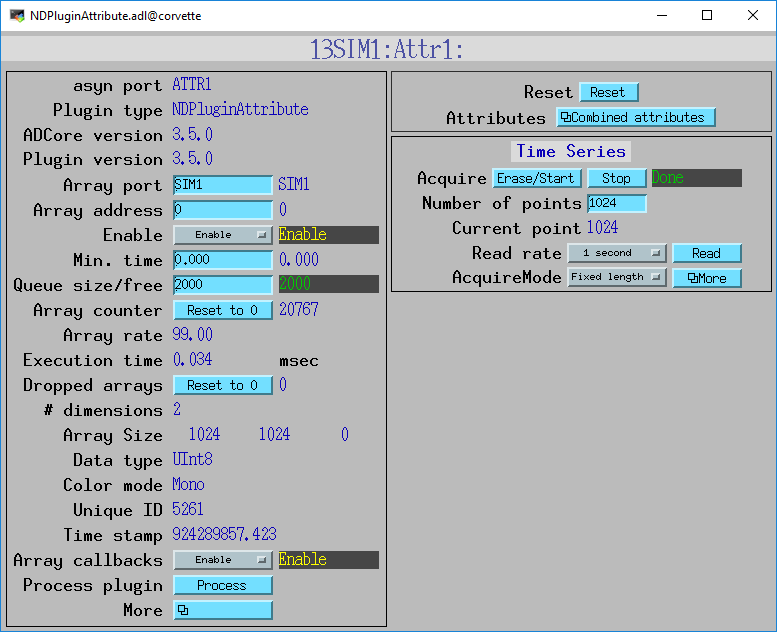 NDPluginAttribute.adl@corvette
13SIM1:Attr1:
asyn port ATTR1
Plugin type NDPluginAttribute
ADCore version 3.5.0
Plugin version 3.5.0
Array port SIM1 SIM1
Array address 0 0
Enable Enable Enable
Min. time 0.000 0.000
Queue size/free 2000 2000
Array counter Reset to 0 20767
Array rate 99.00
Execution time 0.034 msec
Dropped arrays Reset to 0 0
# dimensions 2
Array Size 1024 1024 0
Data type UInt8
Color mode Mono
Unique ID 5261
Time stamp 924289857.423
Array callbacks Enable Enable
Process plugin Process
More
Reset Reset
Attributes Combined attributes
Time Series
Acquire Erase/Start Stop Done
Number of points 1024
Current point 1024
Read rate 1 second Read
AcquireMode Fixed length More